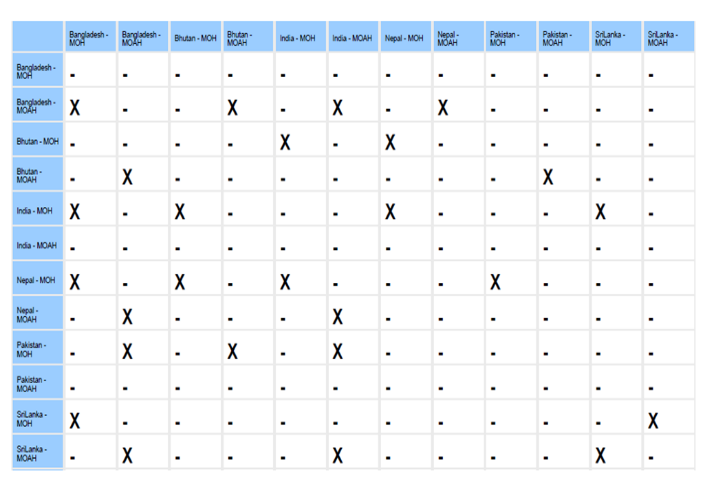 Bangladesh - MOH Bangladesh - MOAH Bhutan - MOH Bhutan - MOAH India - MOH India - MOAH Nepal - MOH Nepal - MOAH Pakistan - MOH Pakistan - MOAH SriLanka - MOH SriLanka - MOAH
Bangladesh - MOH - - - - - - - - - - - -
Bangladesh - MOAH X - - X - X - X - - - -
Bhutan - MOH - - - - X - X - - - - -
Bhutan - MOAH - X - - - - - - - X - -
India - MOH X - X - - - X - - - X -
India - MOAH - - - - - - - - - - - -
Nepal - MOH X - X - X - - - X - - -
Nepal - MOAH - X - - - X - - - - - -
Pakistan - MOH - X - X - X - - - - - -
Pakistan - MOAH - - - - - - - - - - - -
SriLanka - MOH X - - - - - - - - - - X
SriLanka - MOAH - X - - - X - - - - X -